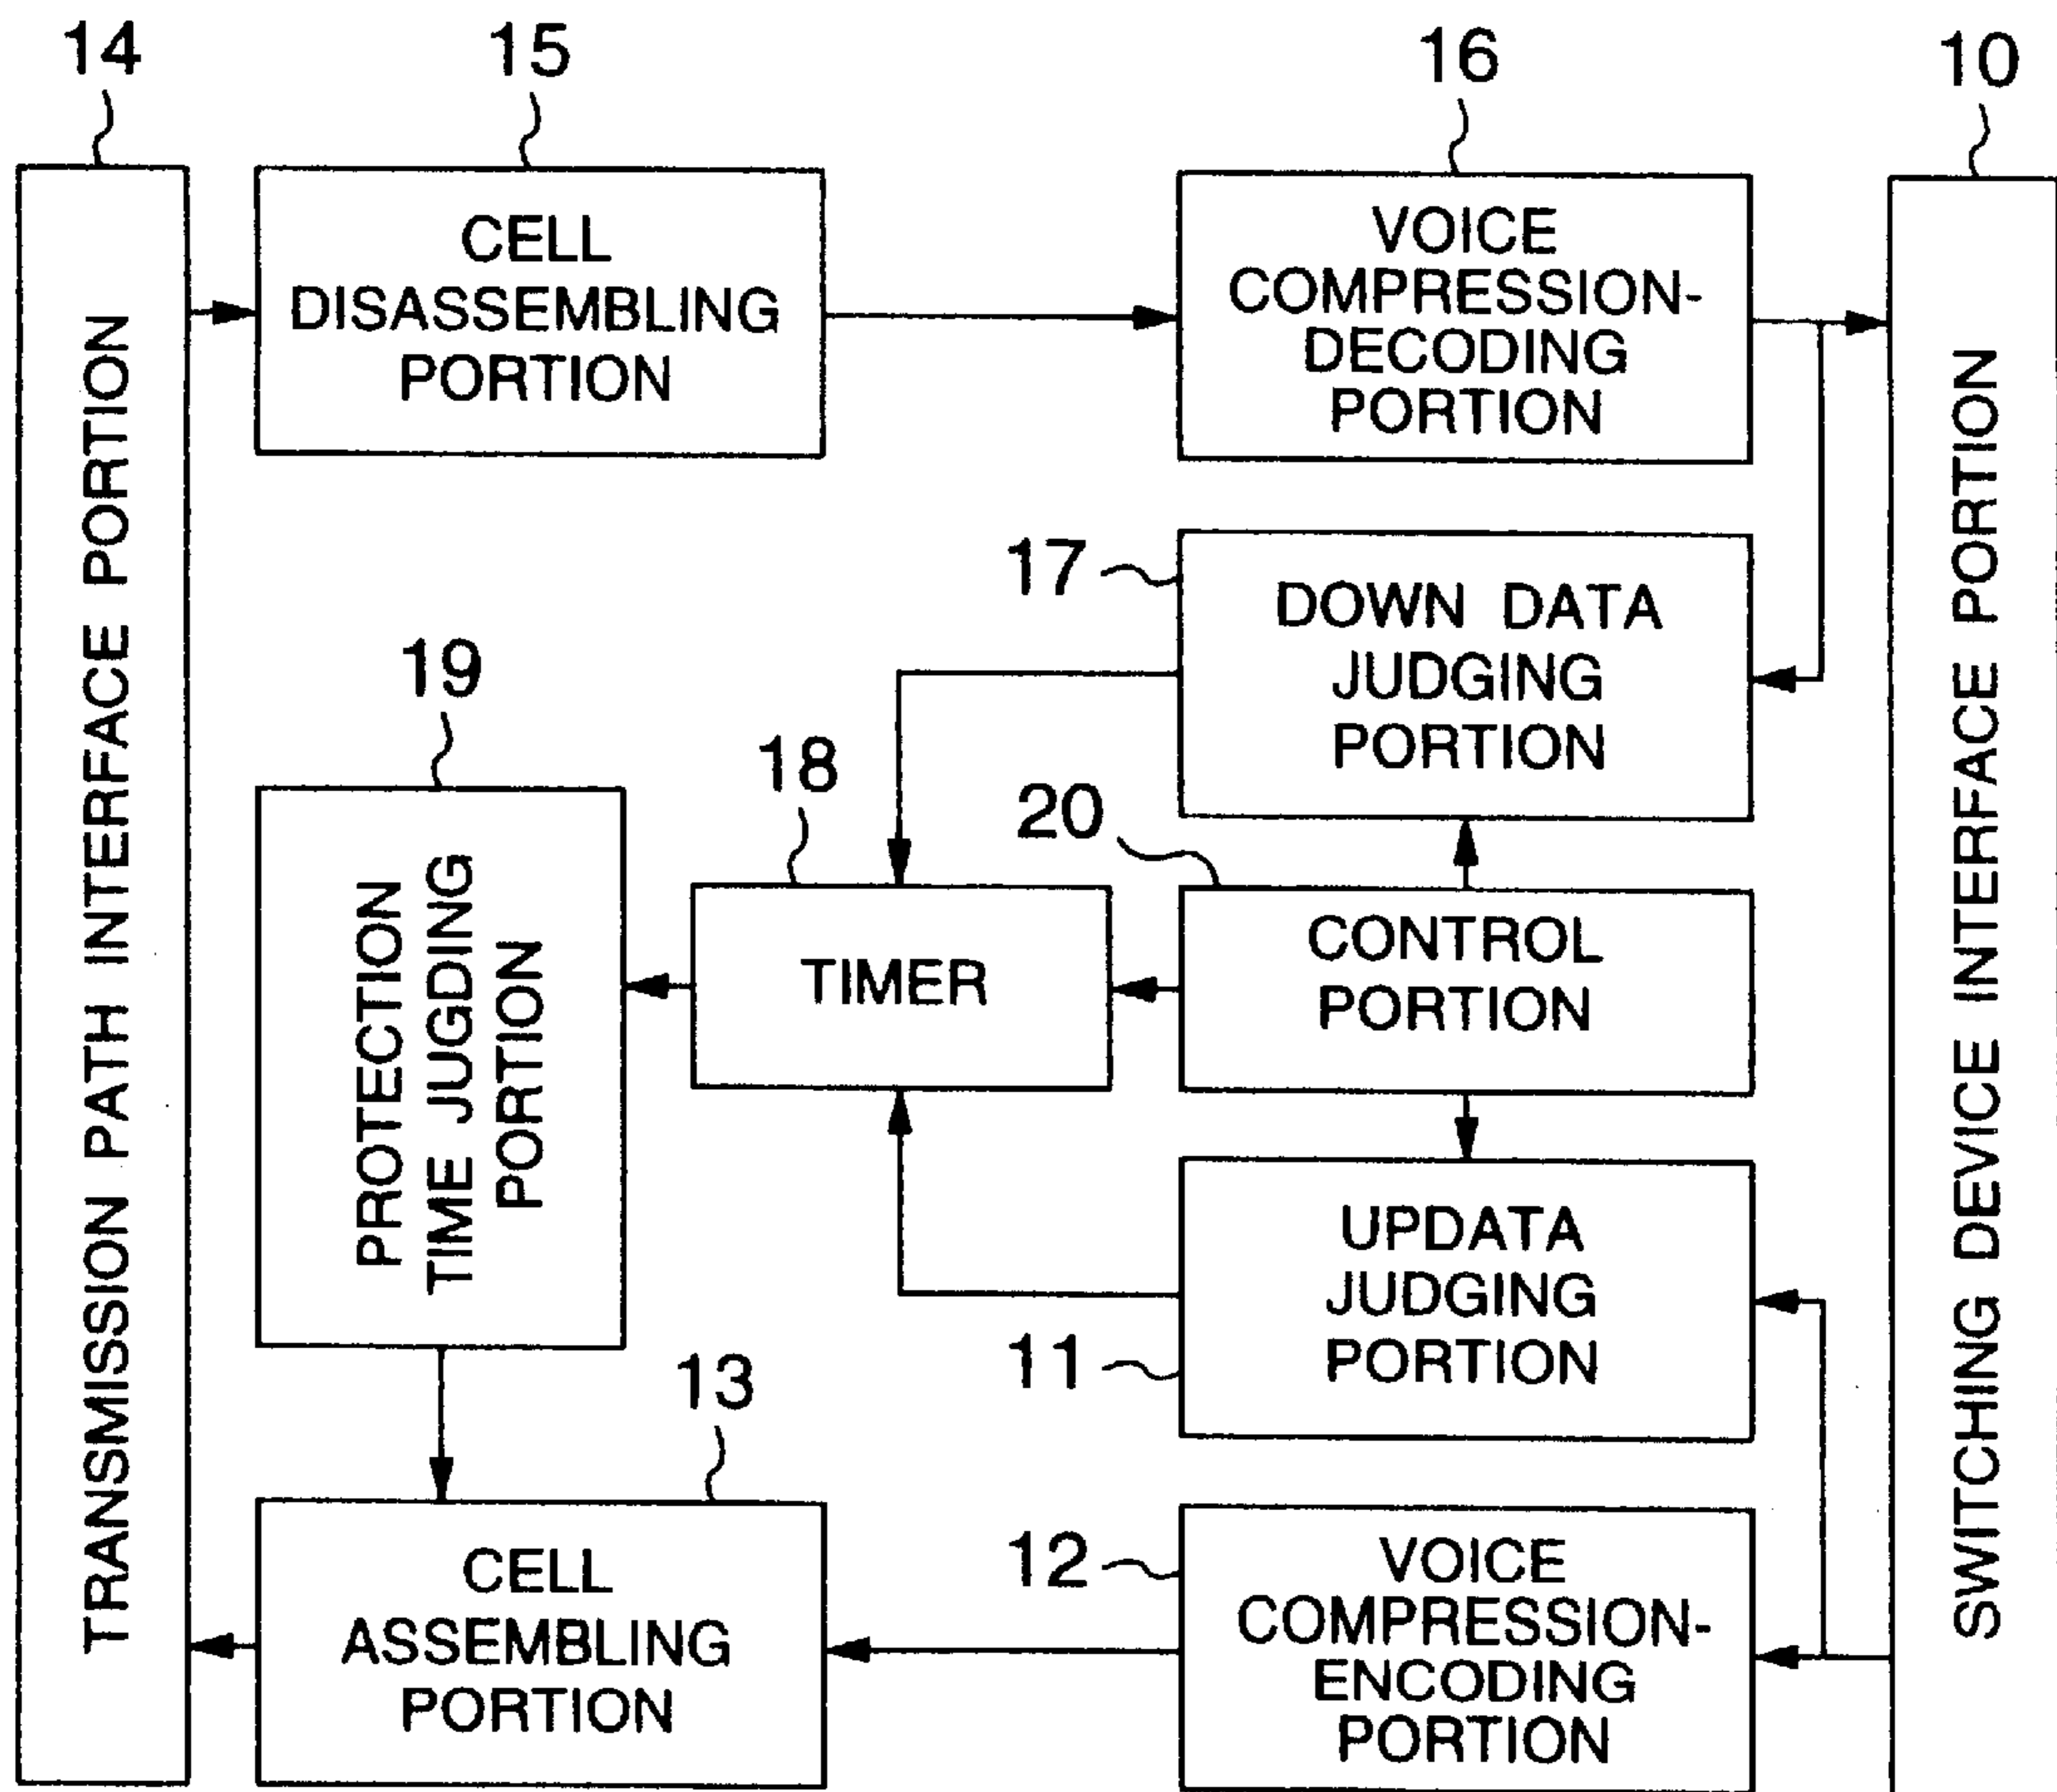 14
15
16
10
TRANSMISSION PATH INTERFACE PORTION
CELL
DISASSEMBLING
PORTION
VOICE
COMPRESSION-
DECODING
PORTION
SWITCHING DEVICE INTERFACE PORTION
17
DOWN DATA
JUDGING
PORTION
19
18
20
PROTECTION
TIME JUGDING
PORTION
TIMER
CONTROL
PORTION
UPDATA
JUDGING
PORTION
11
13
CELL
ASSEMBLING
PORTION
12
VOICE
COMPRESSION-
ENCODING
PORTION